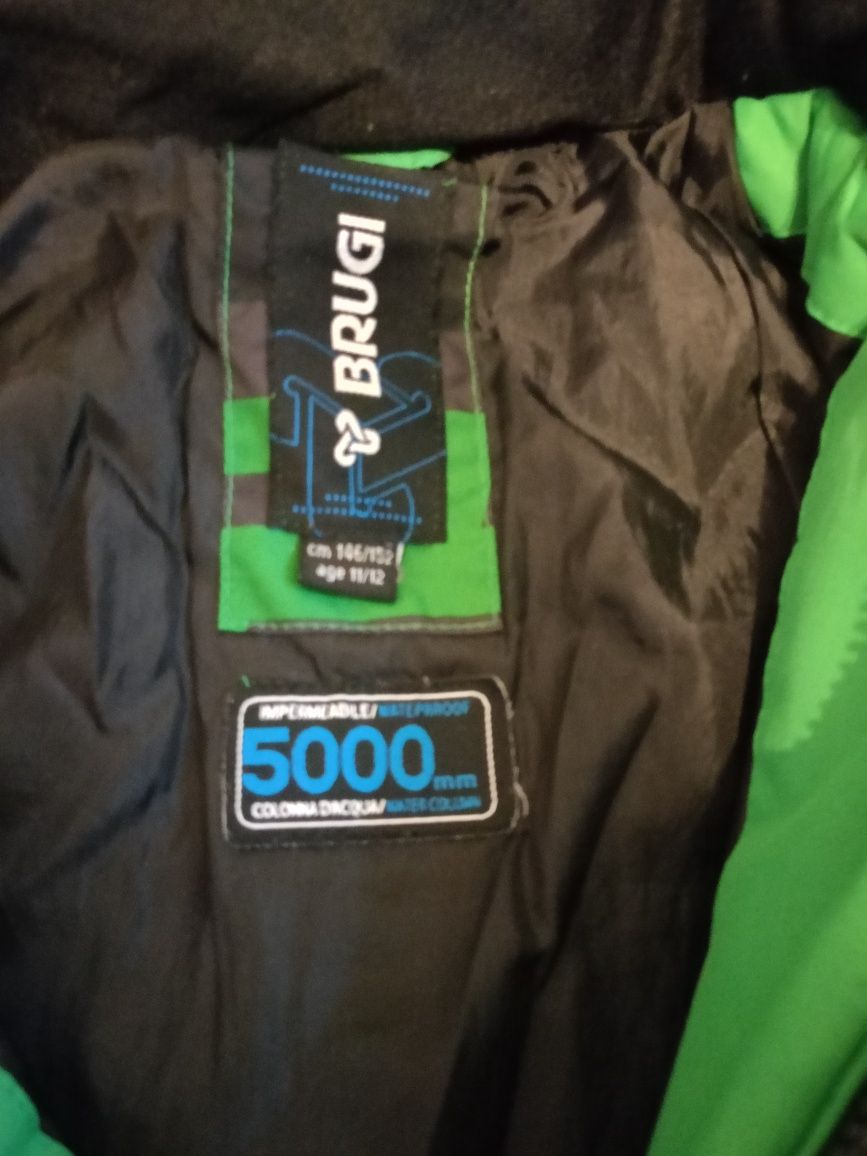 BRUGI
cm 146/152
age 11/12
IMPERMEABILE/WATERPROOF
5000mm
COLONNA D'ACQUA/WATER COLUMN